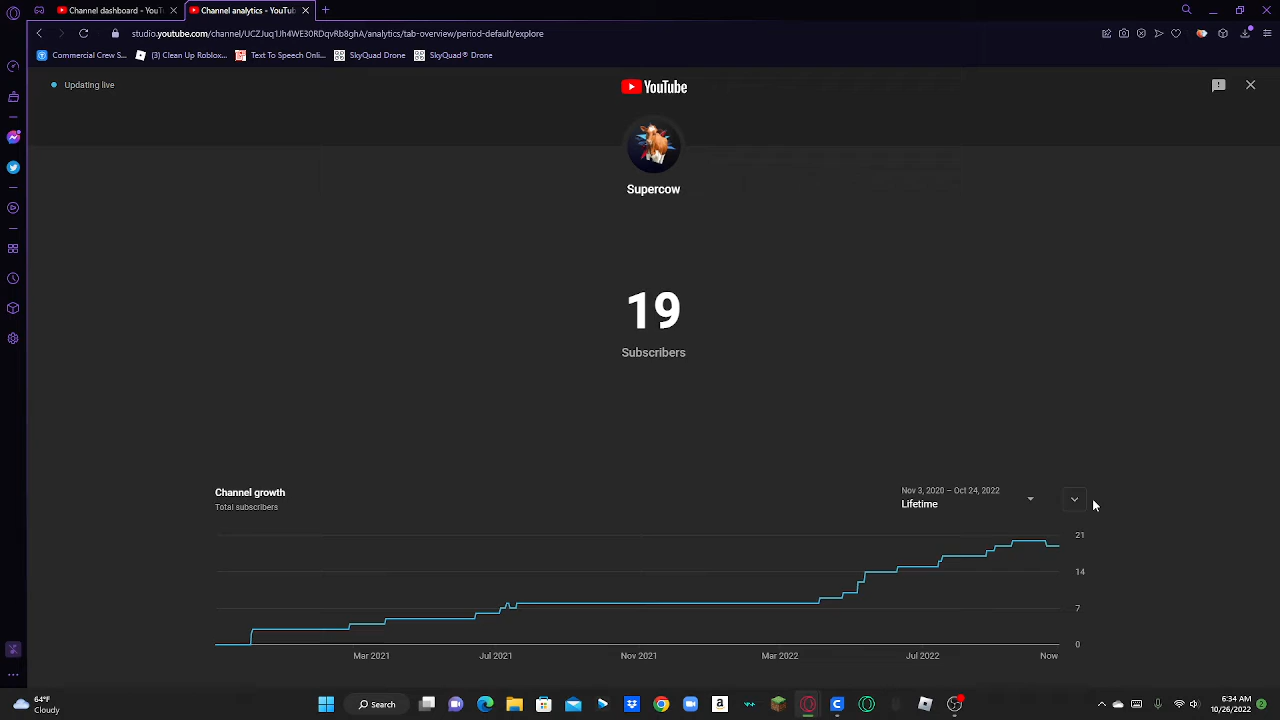 Channel dashboard - YouTu
Channel analytics - YouTub
studio.youtube.com/channel/UCZJuq1Jh4WE30RDqvRb8ghA/analytics/tab-overview/period-default/explore
Commercial Crew S...
(3) Clean Up Roblox...
Text To Speech Onli...
SkyQuad Drone
SkyQuad® Drone
Updating live
YouTube
Supercow
19
Subscribers
Channel growth
Total subscribers
Nov 3, 2020 – Oct 24, 2022
Lifetime
21
14
7
0
Mar 2021
Jul 2021
Nov 2021
Mar 2022
Jul 2022
Now
64°F
Cloudy
Search
6:34 AM
10/26/2022